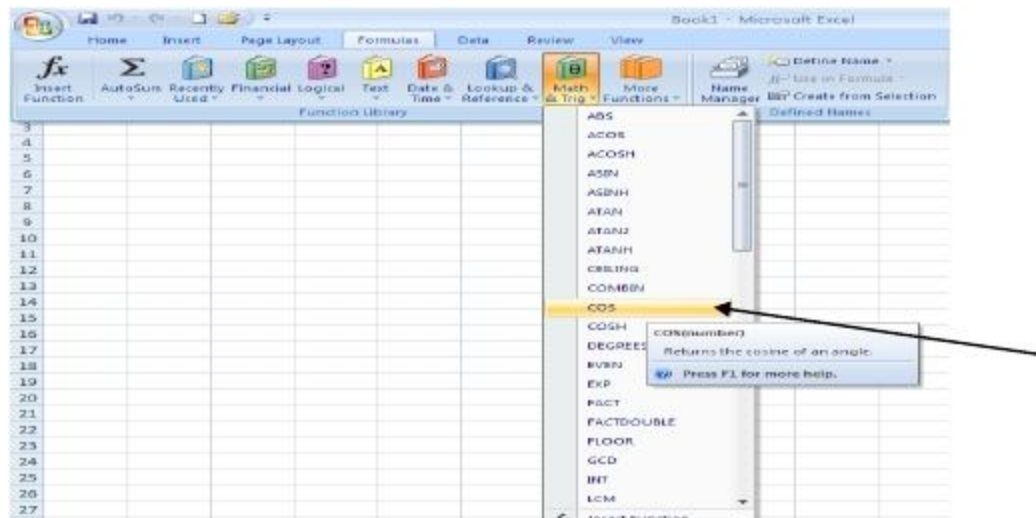 Book1 - Microsoft Excel
Home Insert Page Layout Formulas Data Review View
fx Σ ? A θ
Insert Function AutoSum Recently Used Financial Logical Text Date & Time Lookup & Reference Math & Trig More Functions Name Manager
Define Name
Use in Formula
Create from Selection
Function Library Defined Names
3
4
5
6
7
8
9
10
11
12
13
14
15
16
17
18
19
20
21
22
23
24
25
26
27
ABS
ACOS
ACOSH
ASIN
ASINH
ATAN
ATAN2
ATANH
CEILING
COMBIN
COS
COSH
DEGREES
EVEN
EXP
FACT
FACTDOUBLE
FLOOR
GCD
INT
LCM
Insert Function
COS(number)
Returns the cosine of an angle.
Press F1 for more help.